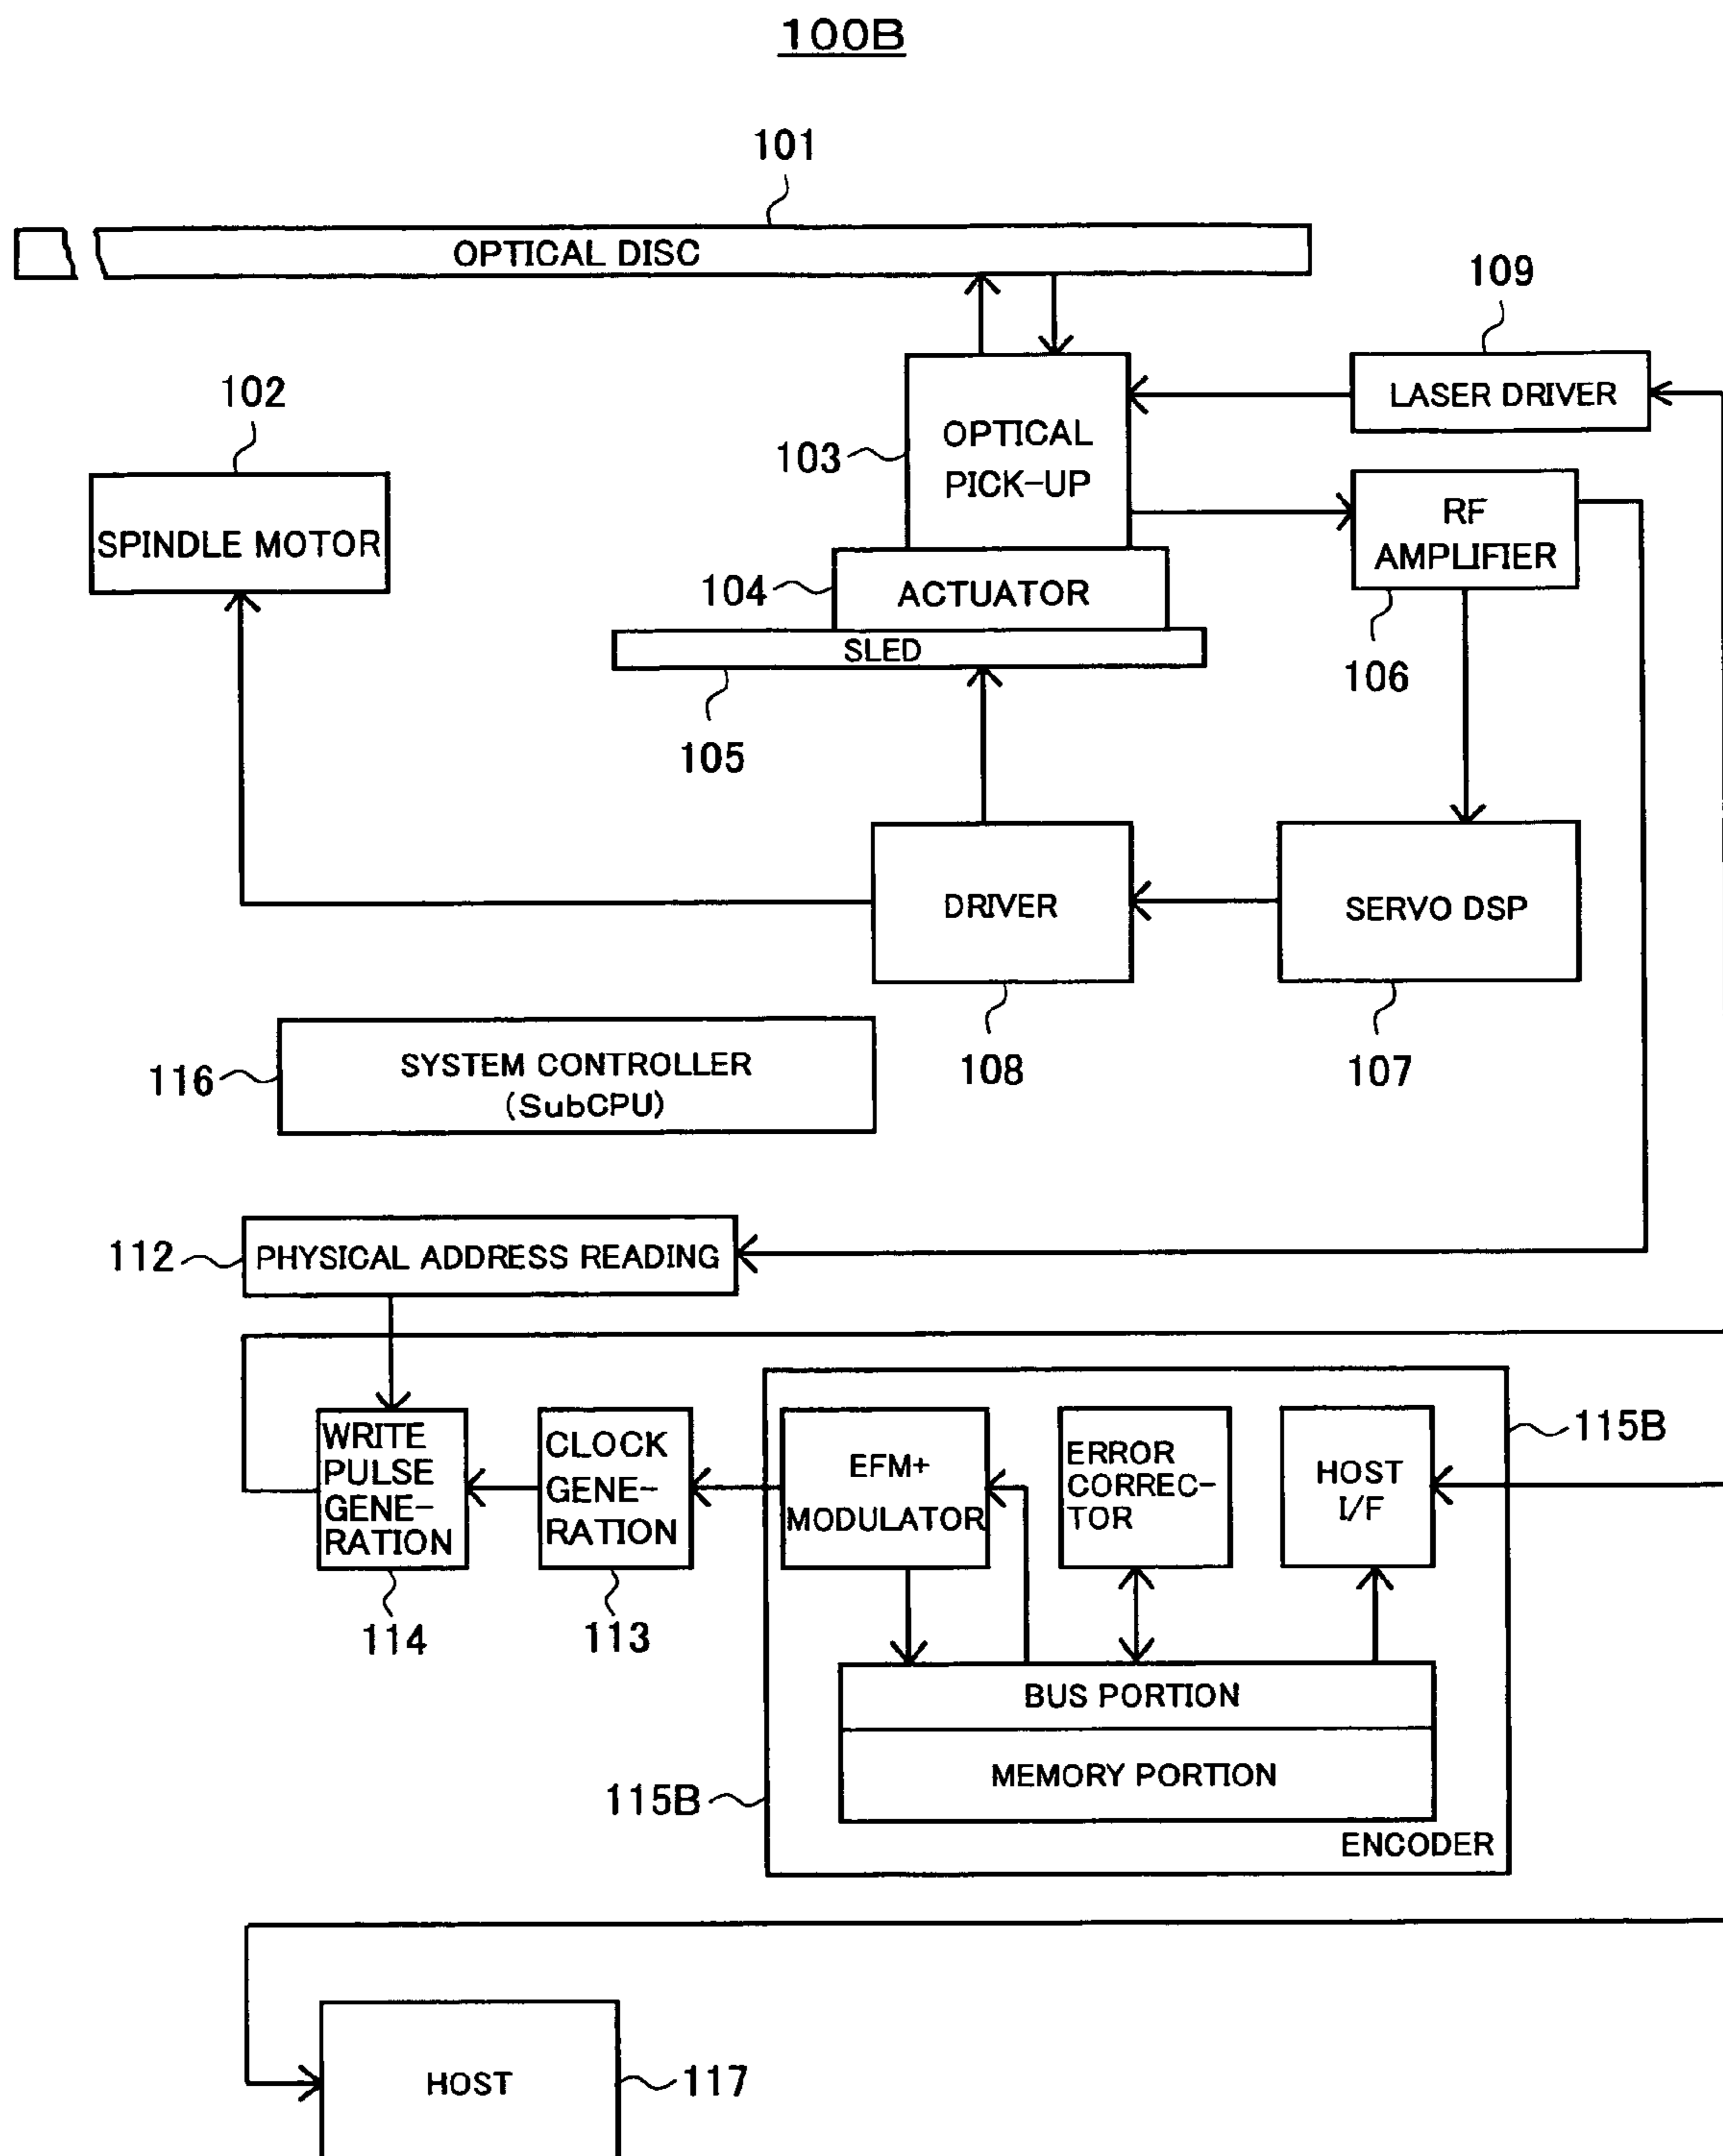 100B
101
OPTICAL DISC
109
LASER DRIVER
102
SPINDLE MOTOR
103
OPTICAL
PICK-UP
RF
AMPLIFIER
106
104
ACTUATOR
SLED
105
DRIVER
108
SERVO DSP
107
116
SYSTEM CONTROLLER
(SubCPU)
112
PHYSICAL ADDRESS READING
WRITE
PULSE
GENE-
RATION
114
CLOCK
GENE-
RATION
113
EFM+
MODULATOR
ERROR
CORREC-
TOR
HOST
I/F
115B
BUS PORTION
MEMORY PORTION
115B
ENCODER
HOST
117